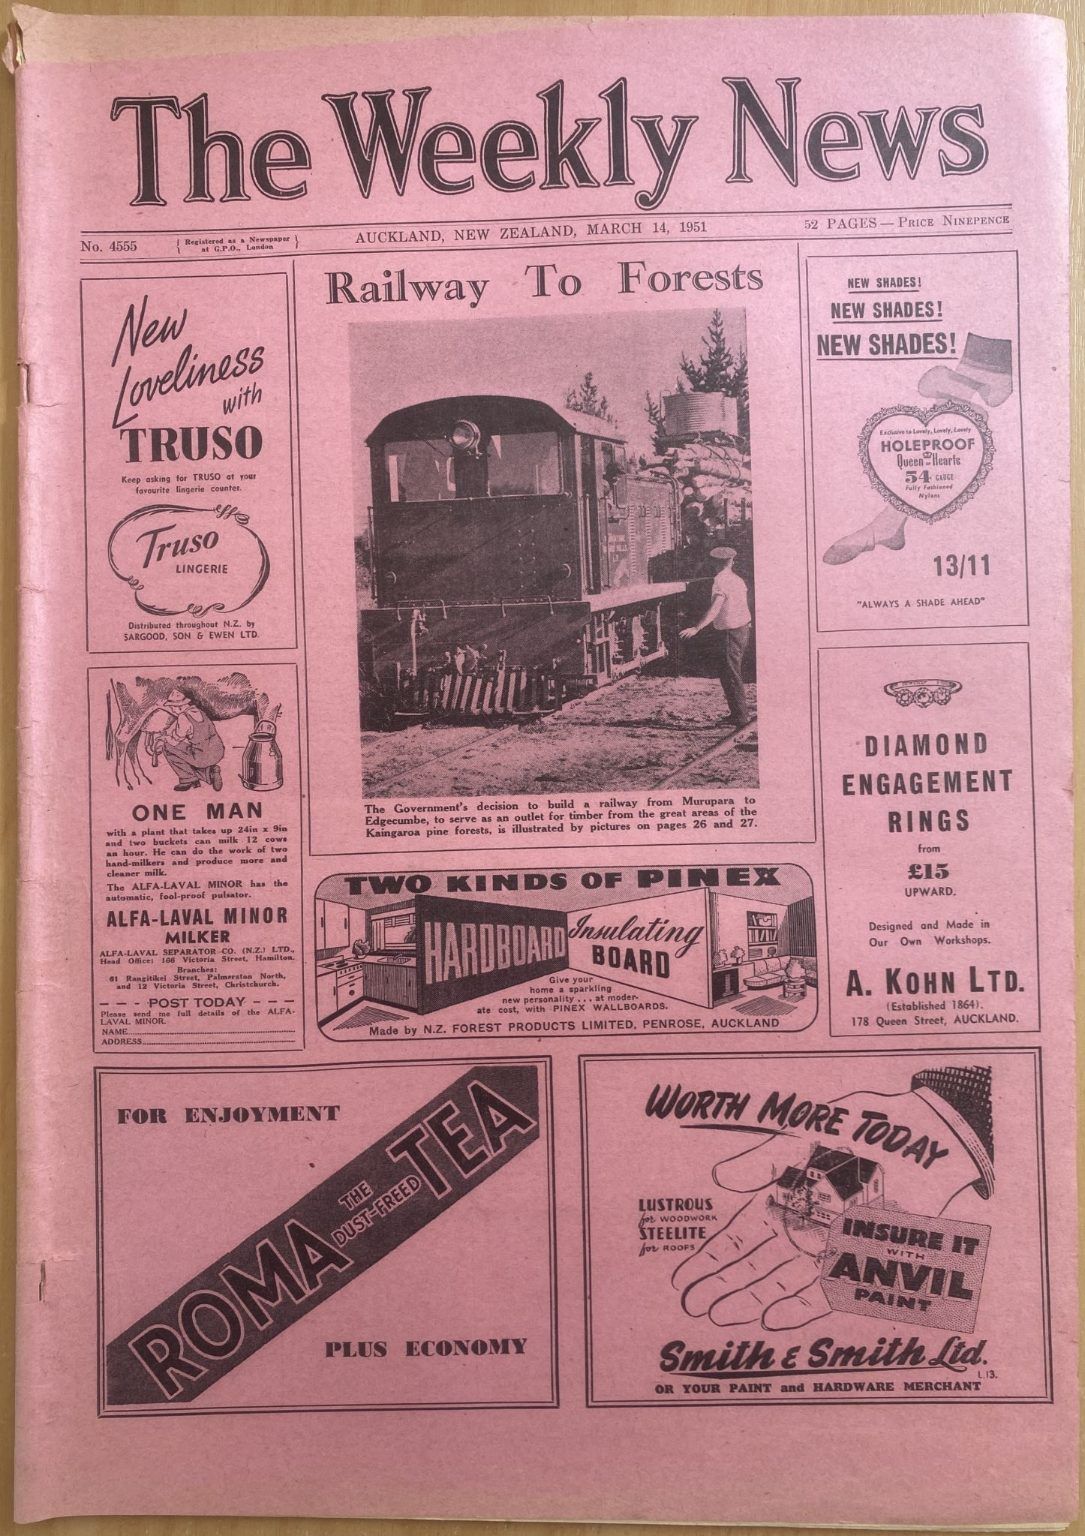 The Weekly News
No. 4555
Registered as a Newspaper
at G.P.O., London
AUCKLAND, NEW ZEALAND, MARCH 14, 1951
52 PAGES — PRICE NINEPENCE
New
Loveliness
with
TRUSO
Keep asking for TRUSO at your
favourite lingerie counter.
Truso
LINGERIE
Distributed throughout N.Z. by
SARGOOD, SON & EWEN LTD.
Railway To Forests
The Government's decision to build a railway from Murupara to
Edgecumbe, to serve as an outlet for timber from the great areas of the
Kaingaroa pine forests, is illustrated by pictures on pages 26 and 27.
NEW SHADES!
NEW SHADES!
NEW SHADES!
Exclusive to Lovely, Lovely, Lovely
HOLEPROOF
Queen of Hearts
54 GAUGE
Fully Fashioned
Nylons
13/11
"ALWAYS A SHADE AHEAD"
ONE MAN
with a plant that takes up 24in x 9in
and two buckets can milk 12 cows
an hour. He can do the work of two
hand-milkers and produce more and
cleaner milk.
The ALFA-LAVAL MINOR has the
automatic, fool-proof pulsator.
ALFA-LAVAL MINOR
MILKER
ALFA-LAVAL SEPARATOR CO. (N.Z.) LTD.,
Head Office: 166 Victoria Street, Hamilton.
Branches:
61 Rangitikei Street, Palmerston North,
and 12 Victoria Street, Christchurch.
--- POST TODAY ---
Please send me full details of the ALFA-
LAVAL MINOR.
NAME
ADDRESS
TWO KINDS OF PINEX
HARDBOARD
Insulating
BOARD
Give your
home a sparkling
new personality . . . at moder-
ate cost, with PINEX WALLBOARDS.
Made by N.Z. FOREST PRODUCTS LIMITED, PENROSE, AUCKLAND
DIAMOND
ENGAGEMENT
RINGS
from
£15
UPWARD.
Designed and Made in
Our Own Workshops.
A. KOHN LTD.
(Established 1864).
178 Queen Street, AUCKLAND.
FOR ENJOYMENT
ROMA THE DUST-FREED TEA
PLUS ECONOMY
WORTH MORE TODAY
LUSTROUS
for WOODWORK
STEELITE
for ROOFS
INSURE IT
WITH
ANVIL
PAINT
Smith & Smith Ltd.
L.13.
OR YOUR PAINT and HARDWARE MERCHANT